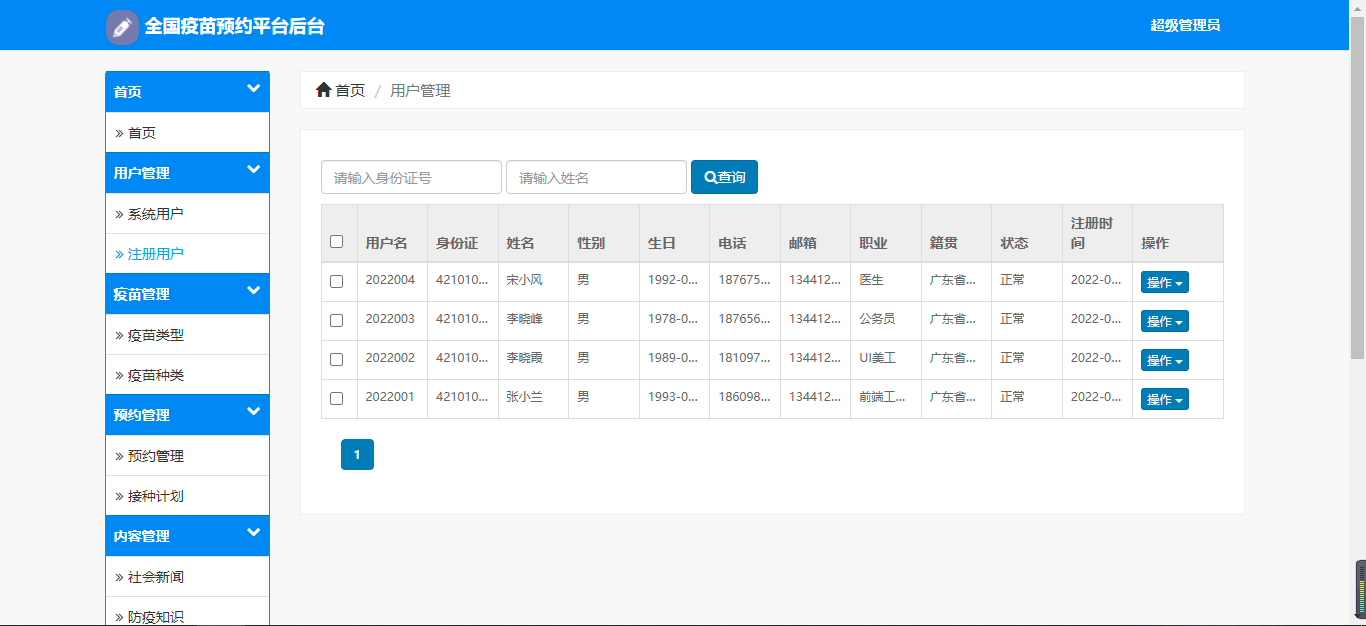 全国疫苗预约平台后台
超级管理员
首页
» 首页
用户管理
» 系统用户
» 注册用户
疫苗管理
» 疫苗类型
» 疫苗种类
预约管理
» 预约管理
» 接种计划
内容管理
» 社会新闻
» 防疫知识
首页 / 用户管理
请输入身份证号 请输入姓名 查询
用户名 身份证 姓名 性别 生日 电话 邮箱 职业 籍贯 状态 注册时间 操作
2022004 421010... 宋小风 男 1992-0... 187675... 134412... 医生 广东省... 正常 2022-0... 操作
2022003 421010... 李晓峰 男 1978-0... 187656... 134412... 公务员 广东省... 正常 2022-0... 操作
2022002 421010... 李晓霞 男 1989-0... 181097... 134412... UI美工 广东省... 正常 2022-0... 操作
2022001 421010... 张小兰 男 1993-0... 186098... 134412... 前端工... 广东省... 正常 2022-0... 操作
1